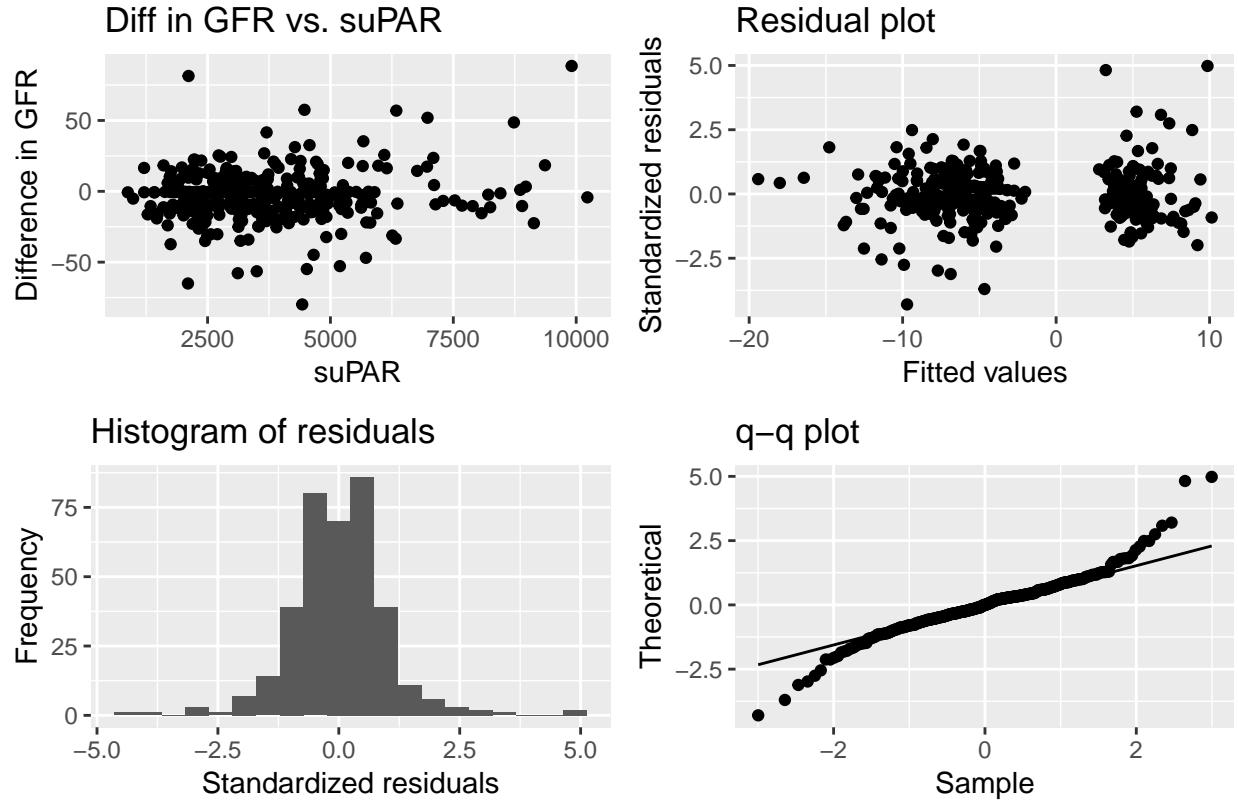 Diff in GFR vs. suPAR
Difference in GFR
50
0
−50
2500 5000 7500 10000
suPAR
Residual plot
Standardized residuals
5.0
2.5
0.0
−2.5
−20 −10 0 10
Fitted values
Histogram of residuals
Frequency
75
50
25
0
−5.0 −2.5 0.0 2.5 5.0
Standardized residuals
q−q plot
Theoretical
5.0
2.5
0.0
−2.5
−2 0 2
Sample